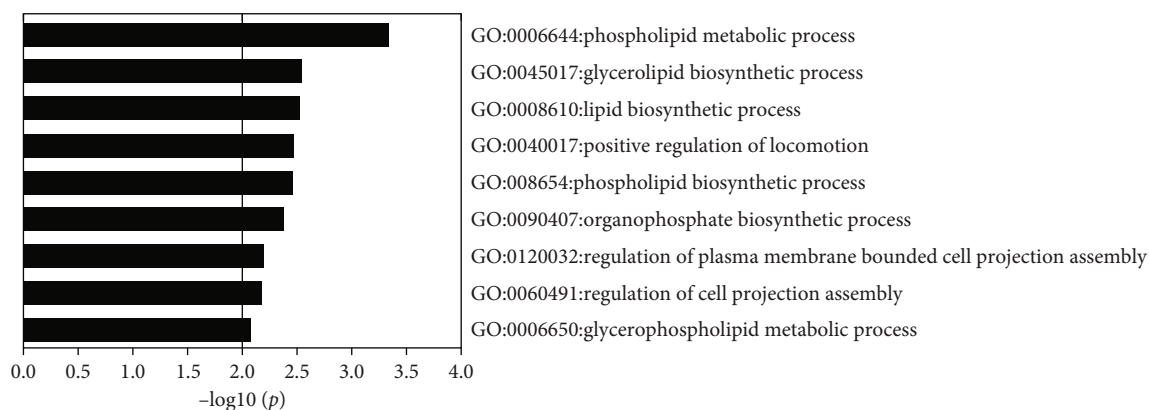 GO:0006644:phospholipid metabolic process
GO:0045017:glycerolipid biosynthetic process
GO:0008610:lipid biosynthetic process
GO:0040017:positive regulation of locomotion
GO:008654:phospholipid biosynthetic process
GO:0090407:organophosphate biosynthetic process
GO:0120032:regulation of plasma membrane bounded cell projection assembly
GO:0060491:regulation of cell projection assembly
GO:0006650:glycerophospholipid metabolic process
0.0 0.5 1.0 1.5 2.0 2.5 3.0 3.5 4.0
–log10 (p)